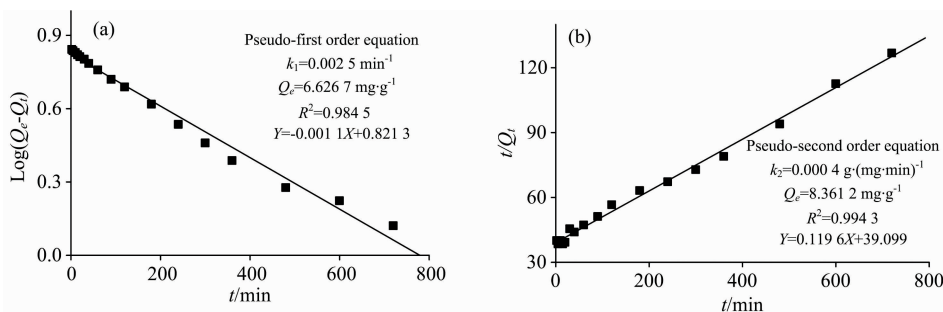 (a)
Pseudo-first order equation
k₁=0.002 5 min⁻¹
Qₑ=6.626 7 mg·g⁻¹
R²=0.984 5
Y=-0.001 1X+0.821 3
Log(Qₑ-Qₜ)
0.9
0.6
0.3
0.0
0
200
400
600
800
t/min
(b)
Pseudo-second order equation
k₂=0.000 4 g·(mg·min)⁻¹
Qₑ=8.361 2 mg·g⁻¹
R²=0.994 3
Y=0.119 6X+39.099
t/Qₜ
120
90
60
30
0
200
400
600
800
t/min